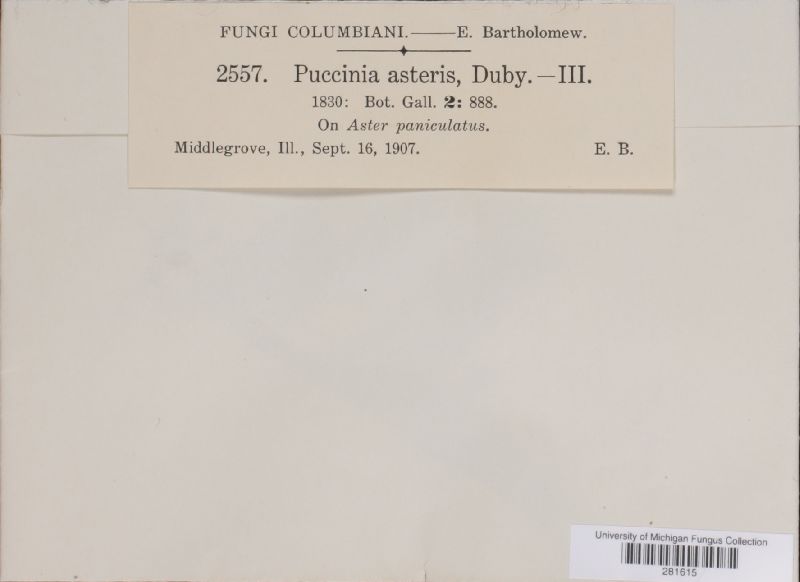 FUNGI COLUMBIANI.——E. Bartholomew.
2557. Puccinia asteris, Duby.—III.
1830: Bot. Gall. 2: 888.
On Aster paniculatus.
Middlegrove, Ill., Sept. 16, 1907. E. B.
University of Michigan Fungus Collection
281615